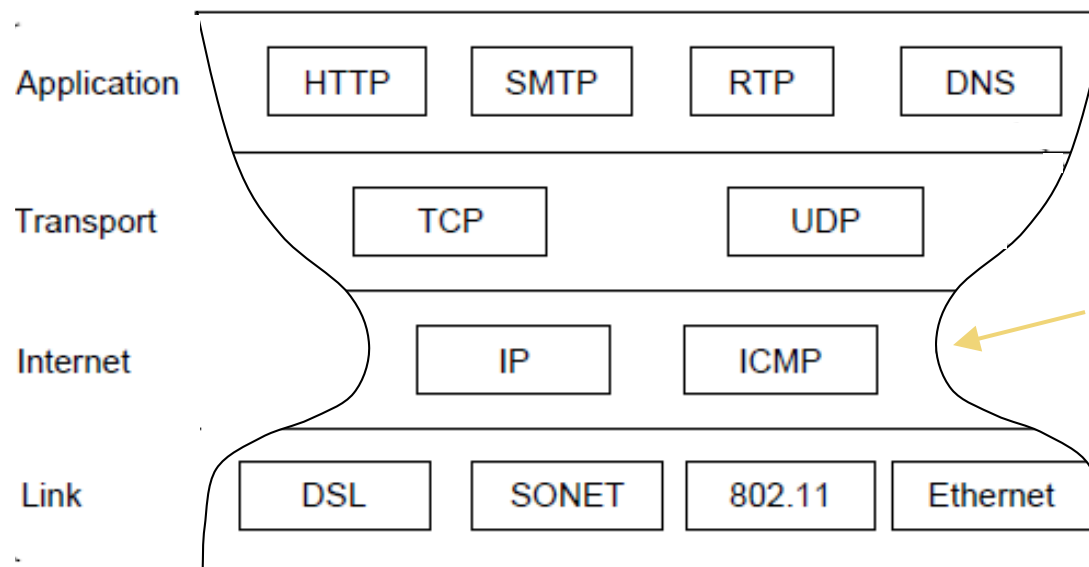 Application HTTP SMTP RTP DNS
Transport TCP UDP
Internet IP ICMP
Link DSL SONET 802.11 Ethernet